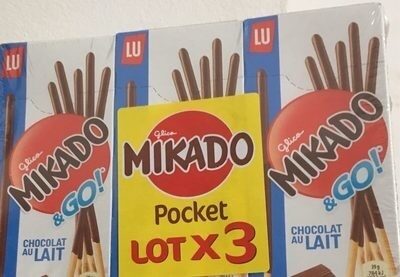 LU
Glico
MIKADO
& GO!
CHOCOLAT
AU LAIT
LU
Glico
MIKADO
Pocket
LOT X 3
LU
Glico
MIKADO
& GO!
CHOCOLAT
AU LAIT
39 g